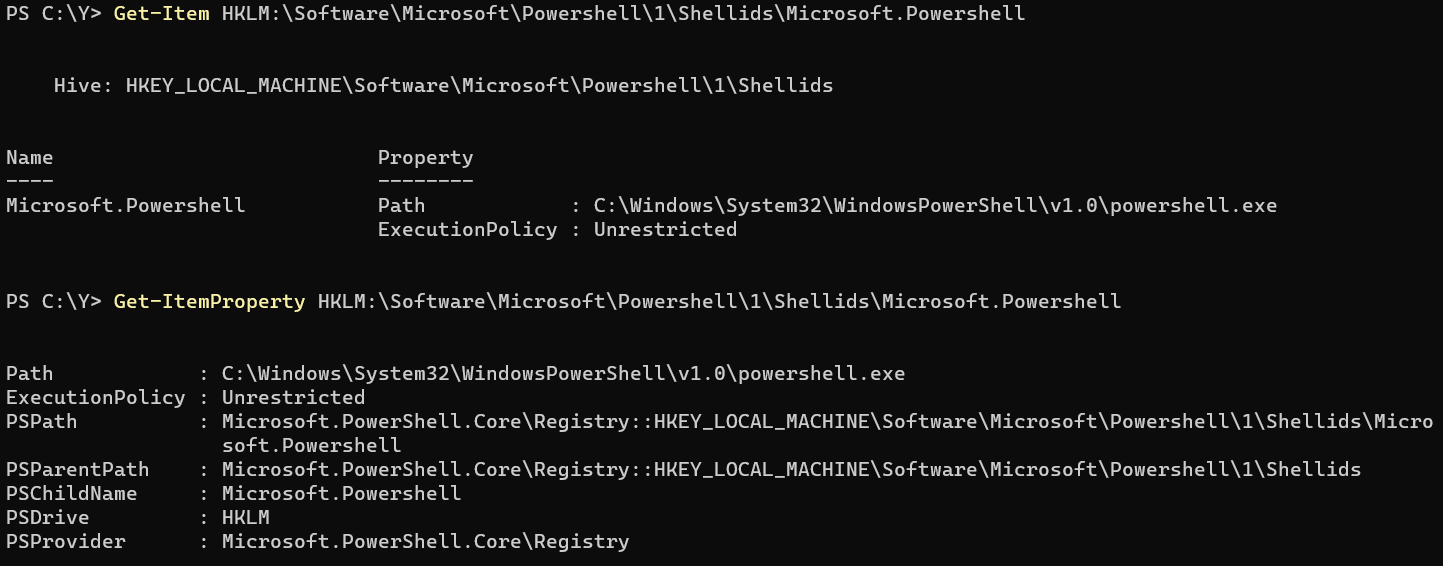 PS C:\Y> Get-Item HKLM:\Software\Microsoft\Powershell\1\Shellids\Microsoft.Powershell
Hive: HKEY_LOCAL_MACHINE\Software\Microsoft\Powershell\1\Shellids
Name                           Property
----                           --------
Microsoft.Powershell           Path            : C:\Windows\System32\WindowsPowerShell\v1.0\powershell.exe
                               ExecutionPolicy : Unrestricted
PS C:\Y> Get-ItemProperty HKLM:\Software\Microsoft\Powershell\1\Shellids\Microsoft.Powershell
Path            : C:\Windows\System32\WindowsPowerShell\v1.0\powershell.exe
ExecutionPolicy : Unrestricted
PSPath          : Microsoft.PowerShell.Core\Registry::HKEY_LOCAL_MACHINE\Software\Microsoft\Powershell\1\Shellids\Micro
                  soft.Powershell
PSParentPath    : Microsoft.PowerShell.Core\Registry::HKEY_LOCAL_MACHINE\Software\Microsoft\Powershell\1\Shellids
PSChildName     : Microsoft.Powershell
PSDrive         : HKLM
PSProvider      : Microsoft.PowerShell.Core\Registry